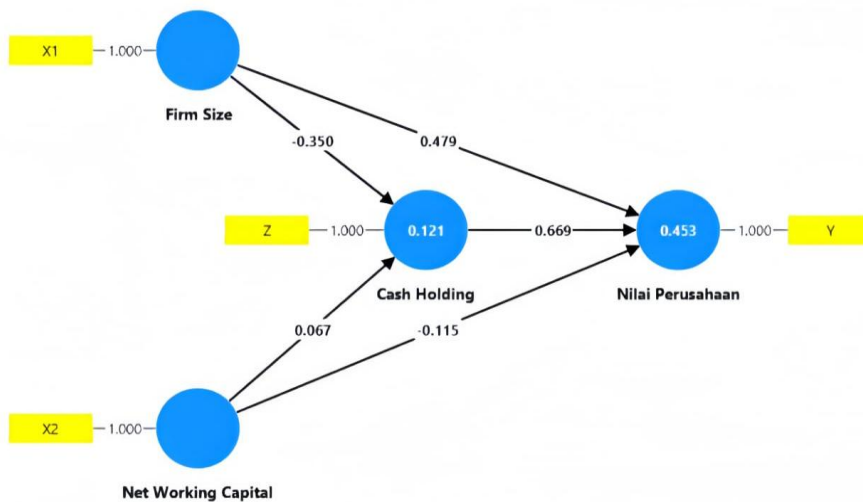 X1
1.000
Firm Size
-0.350
0.479
Z
1.000
0.121
0.669
0.453
1.000
Y
Cash Holding
Nilai Perusahaan
0.067
-0.115
X2
1.000
Net Working Capital